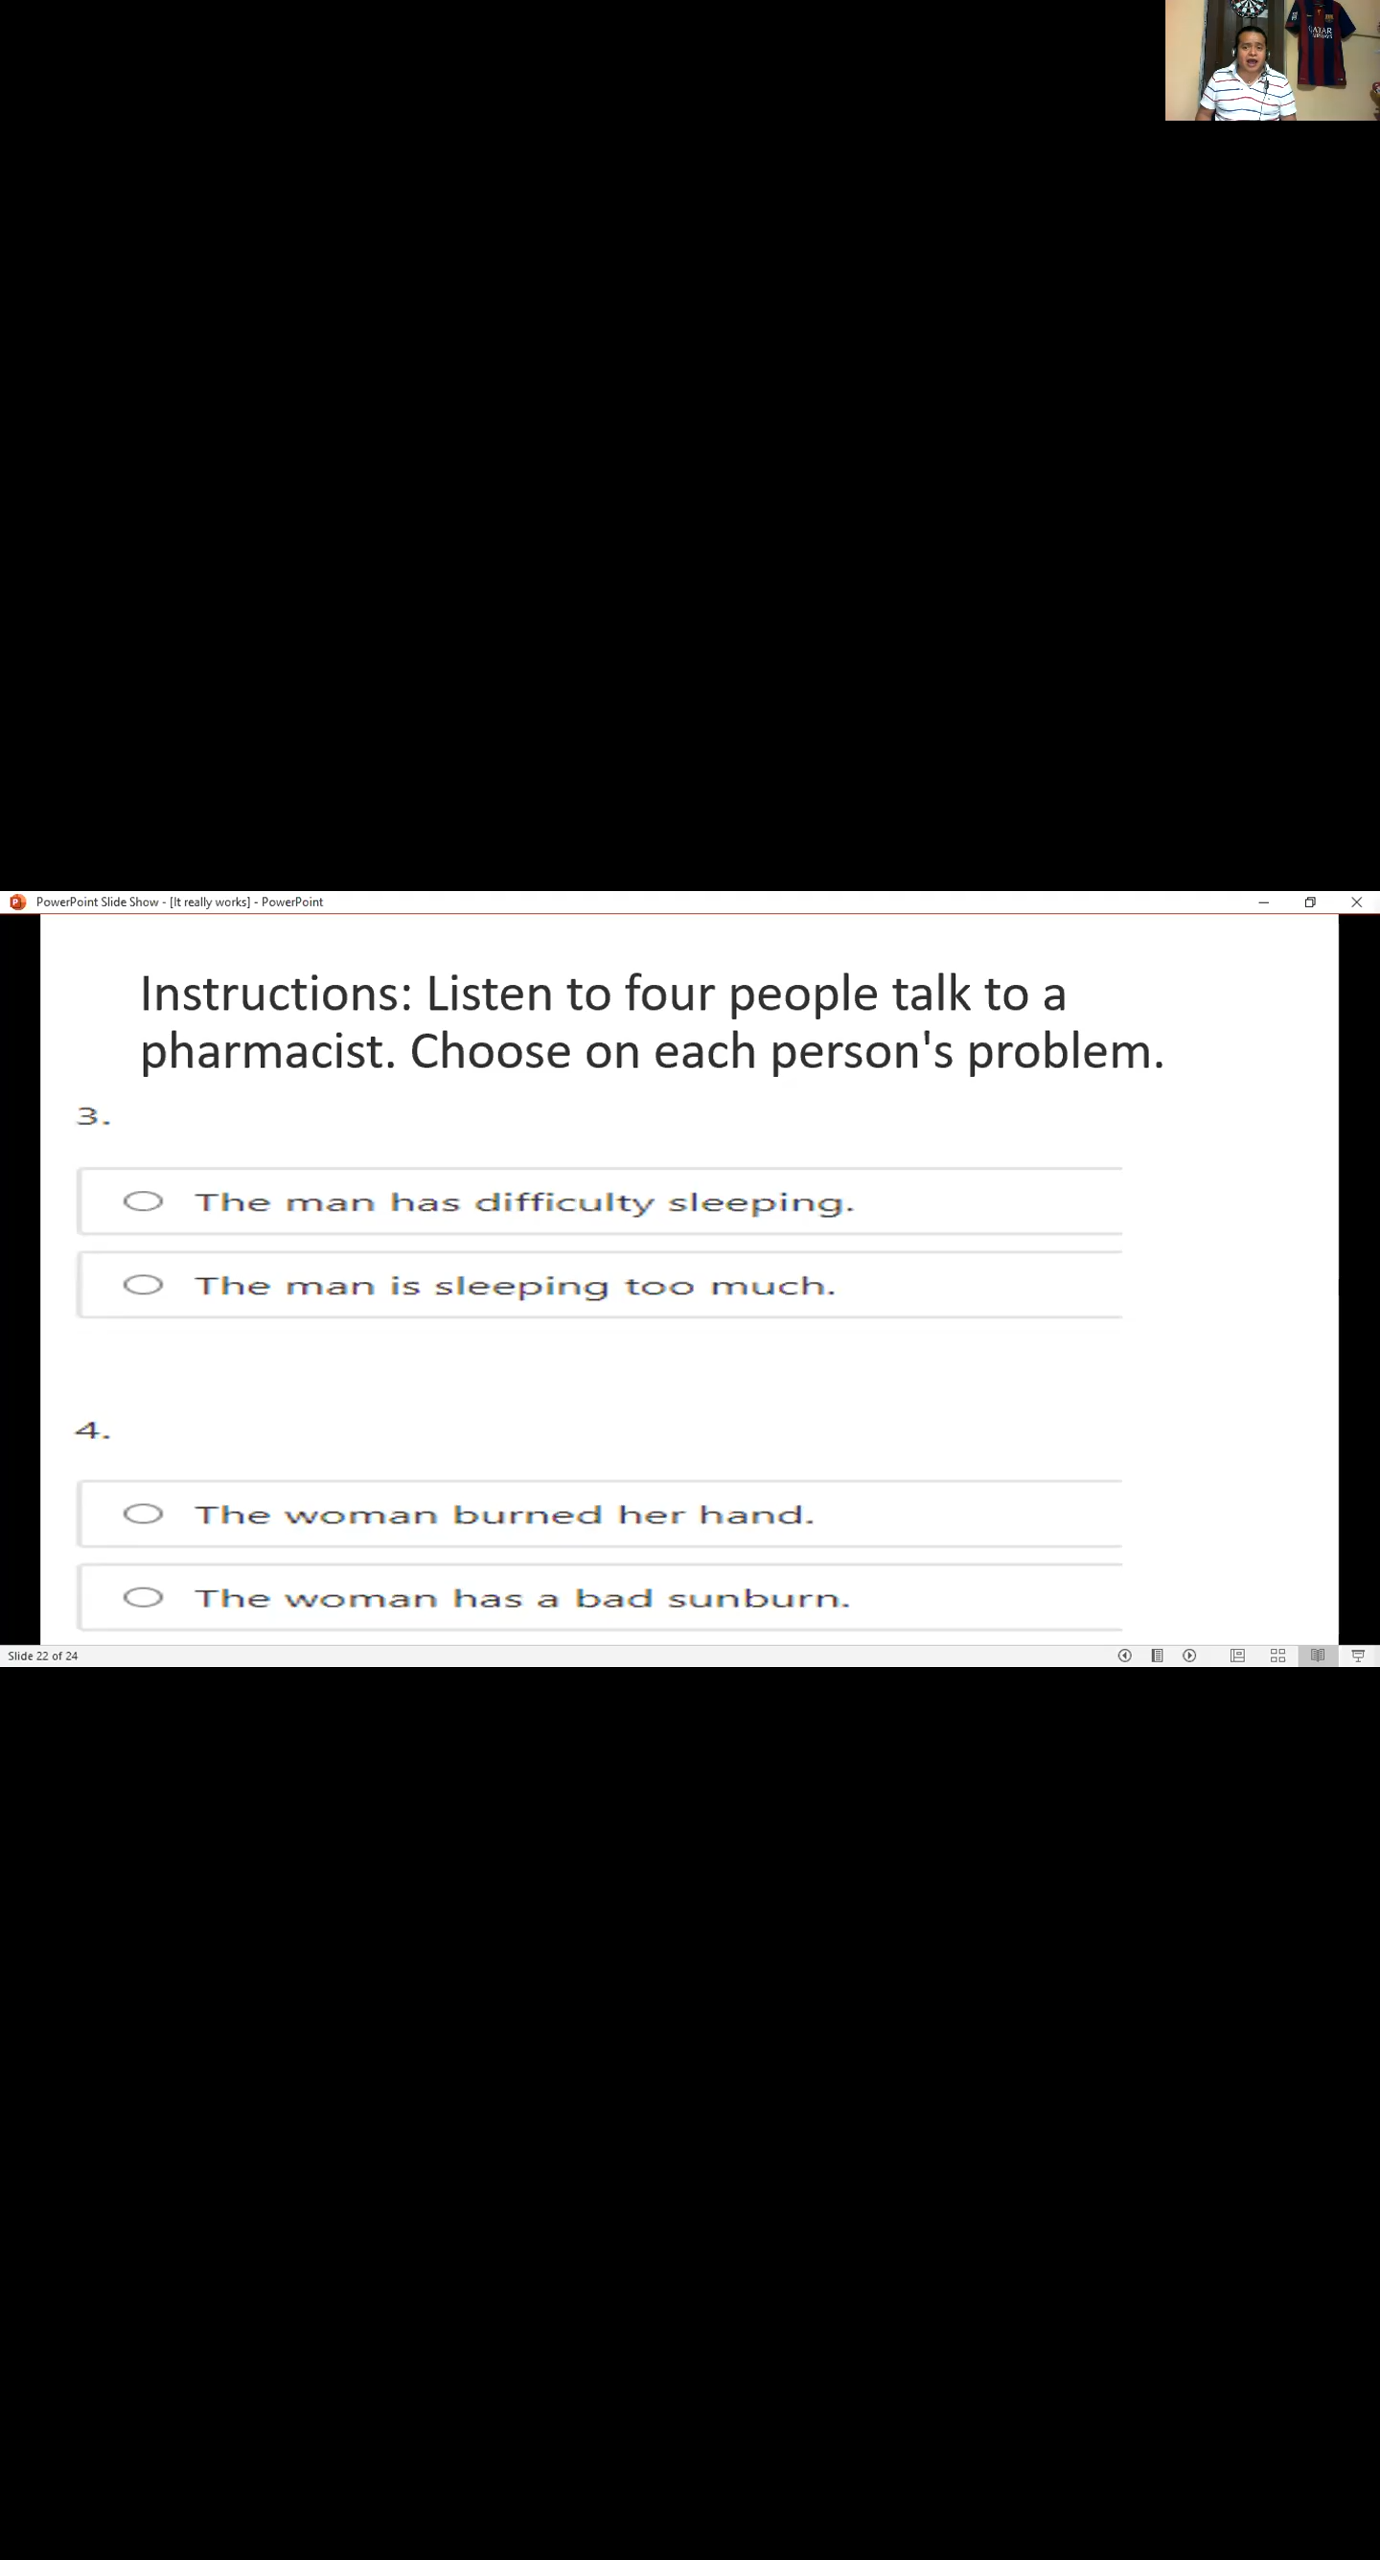 QATAR
AIRWAYS
PowerPoint Slide Show - [It really works] - PowerPoint
Instructions: Listen to four people talk to a
pharmacist. Choose on each person's problem.
3.
The man has difficulty sleeping.
The man is sleeping too much.
4.
The woman burned her hand.
The woman has a bad sunburn.
Slide 22 of 24